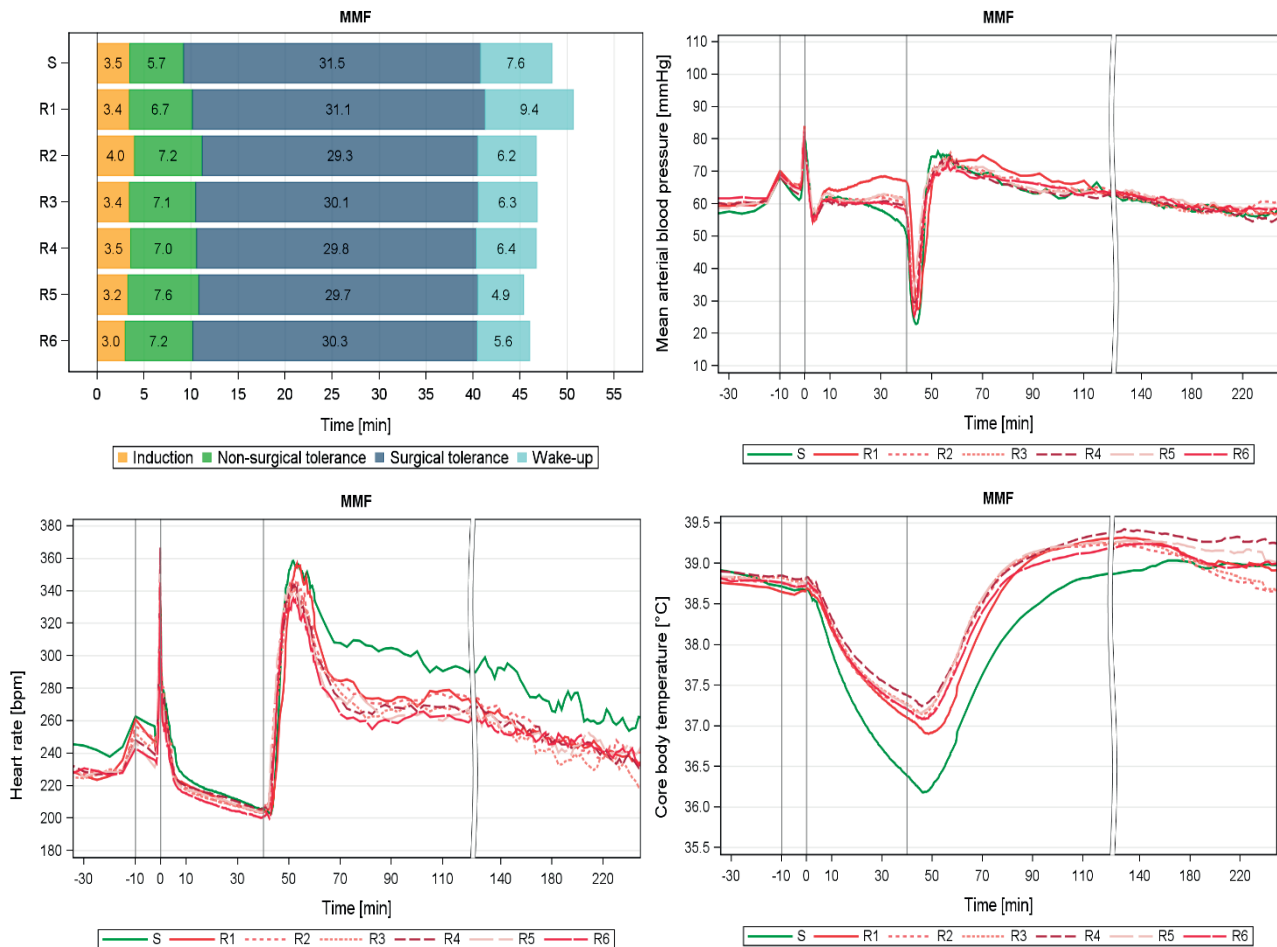 MMF
S 3.5 5.7 31.5 7.6
R1 3.4 6.7 31.1 9.4
R2 4.0 7.2 29.3 6.2
R3 3.4 7.1 30.1 6.3
R4 3.5 7.0 29.8 6.4
R5 3.2 7.6 29.7 4.9
R6 3.0 7.2 30.3 5.6
0 5 10 15 20 25 30 35 40 45 50 55
Time [min]
Induction Non-surgical tolerance Surgical tolerance Wake-up
MMF
Mean arterial blood pressure [mmHg]
110
100
90
80
70
60
50
40
30
20
10
-30 -10 0 10 30 50 70 90 110 140 180 220
Time [min]
S R1 R2 R3 R4 R5 R6
MMF
Heart rate [bpm]
380
360
340
320
300
280
260
240
220
200
180
-30 -10 0 10 30 50 70 90 110 140 180 220
Time [min]
S R1 R2 R3 R4 R5 R6
MMF
Core body temperature [°C]
39.5
39.0
38.5
38.0
37.5
37.0
36.5
36.0
35.5
-30 -10 0 10 30 50 70 90 110 140 180 220
Time [min]
S R1 R2 R3 R4 R5 R6